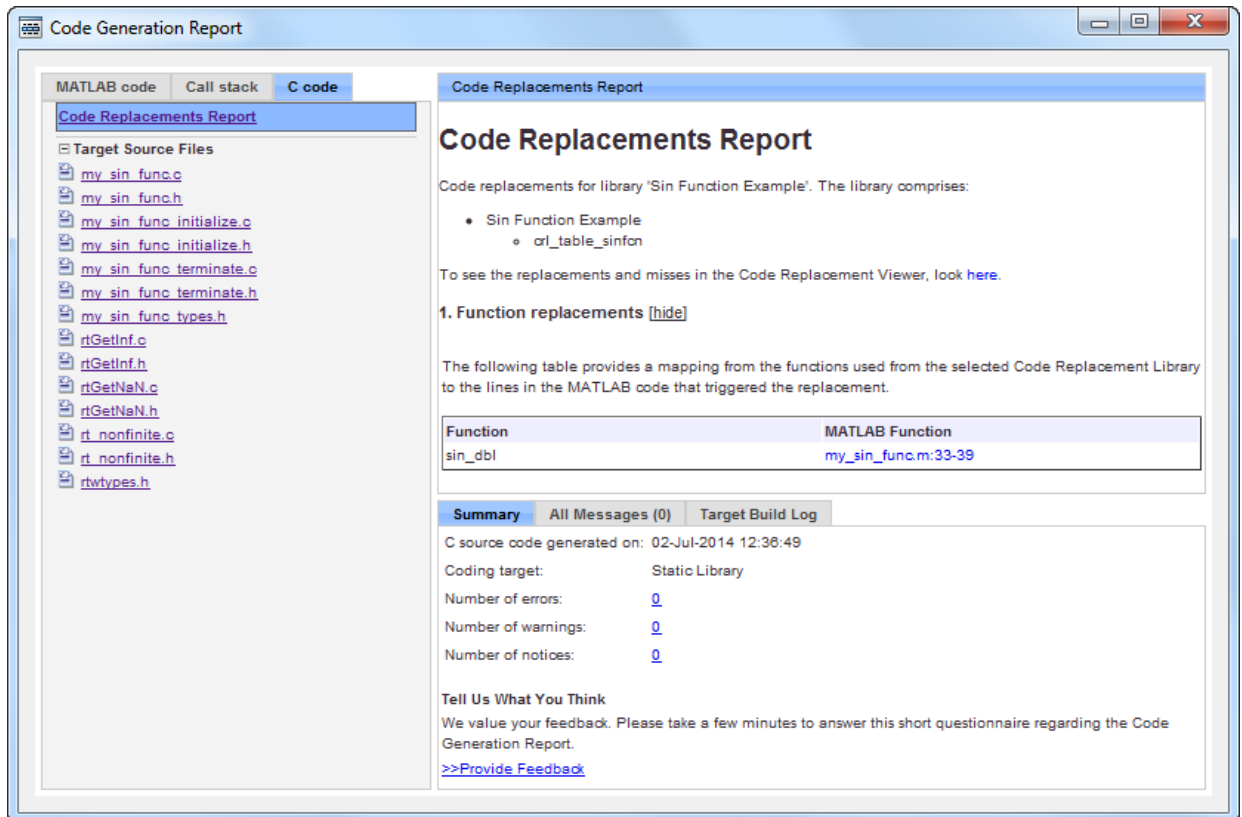 Code Generation Report
MATLAB code Call stack C code
Code Replacements Report
Target Source Files
my_sin_func.c
my_sin_func.h
my_sin_func_initialize.c
my_sin_func_initialize.h
my_sin_func_terminate.c
my_sin_func_terminate.h
my_sin_func_types.h
rtGetInf.c
rtGetInf.h
rtGetNaN.c
rtGetNaN.h
rt_nonfinite.c
rt_nonfinite.h
rtwtypes.h
Code Replacements Report
Code Replacements Report
Code replacements for library 'Sin Function Example'. The library comprises:
• Sin Function Example
crl_table_sinfcn
To see the replacements and misses in the Code Replacement Viewer, look here.
1. Function replacements [hide]
The following table provides a mapping from the functions used from the selected Code Replacement Library
to the lines in the MATLAB code that triggered the replacement.
Function MATLAB Function
sin_dbl my_sin_func.m:33-39
Summary All Messages (0) Target Build Log
C source code generated on: 02-Jul-2014 12:36:49
Coding target: Static Library
Number of errors: 0
Number of warnings: 0
Number of notices: 0
Tell Us What You Think
We value your feedback. Please take a few minutes to answer this short questionnaire regarding the Code
Generation Report.
>>Provide Feedback